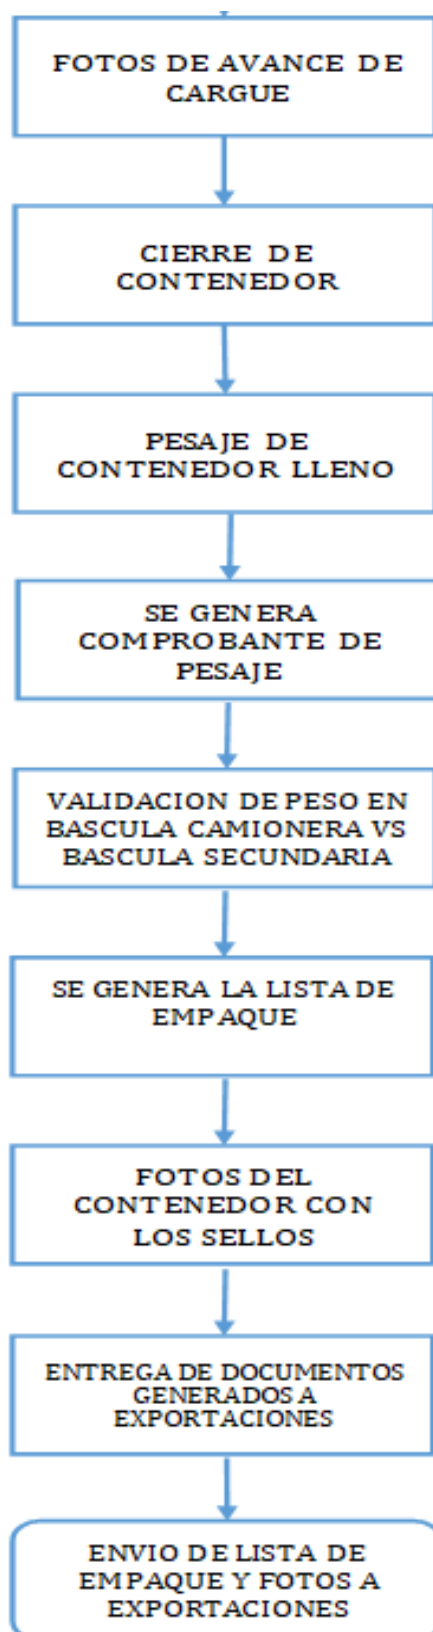 FOTOS DE AVANCE DE
CARGUE
CIERRE DE
CONTENEDOR
PESAJE DE
CONTENEDOR LLENO
SE GENERA
COMPROBANTE DE
PESAJE
VALIDACION DE PESO EN
BASCULA CAMIONERA VS
BASCULA SECUNDARIA
SE GENERA LA LISTA DE
EMPAQUE
FOTOS DEL
CONTENEDOR CON
LOS SELLOS
ENTREGA DE DOCUMENTOS
GENERADOS A
EXPORTACIONES
ENVIO DE LISTA DE
EMPAQUE Y FOTOS A
EXPORTACIONES